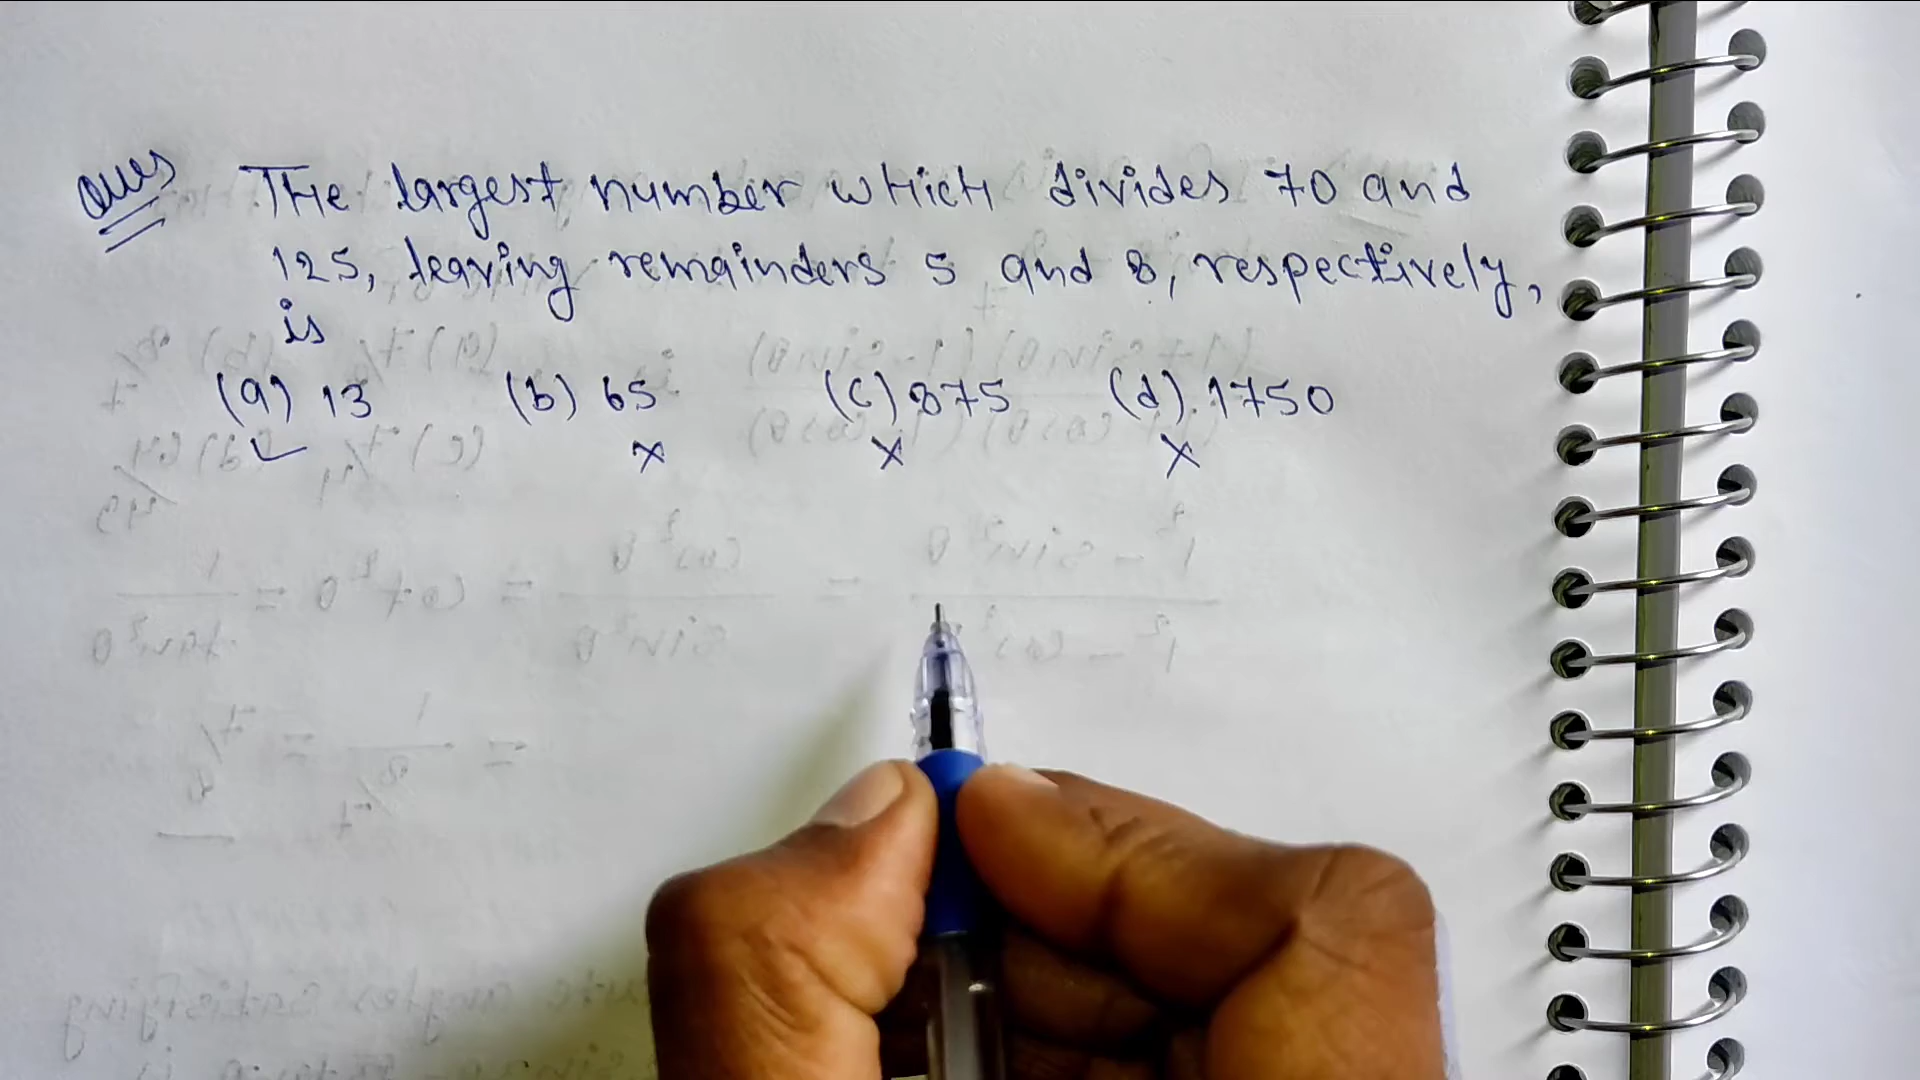 Ques The largest number which divides 70 and
125, leaving remainders 5 and 8, respectively,
is
(a) 13 (b) 65 (c) 875 (d) 1750